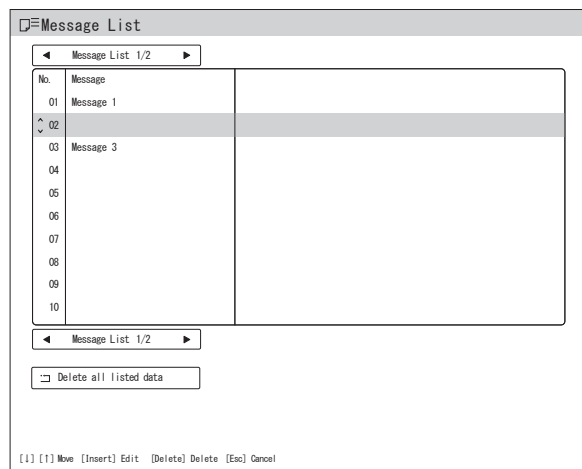 Message List
◀ Message List 1/2 ▶
No. Message
01 Message 1
02
03 Message 3
04
05
06
07
08
09
10
◀ Message List 1/2 ▶
Delete all listed data
[↓] [↑] Move [Insert] Edit [Delete] Delete [Esc] Cancel